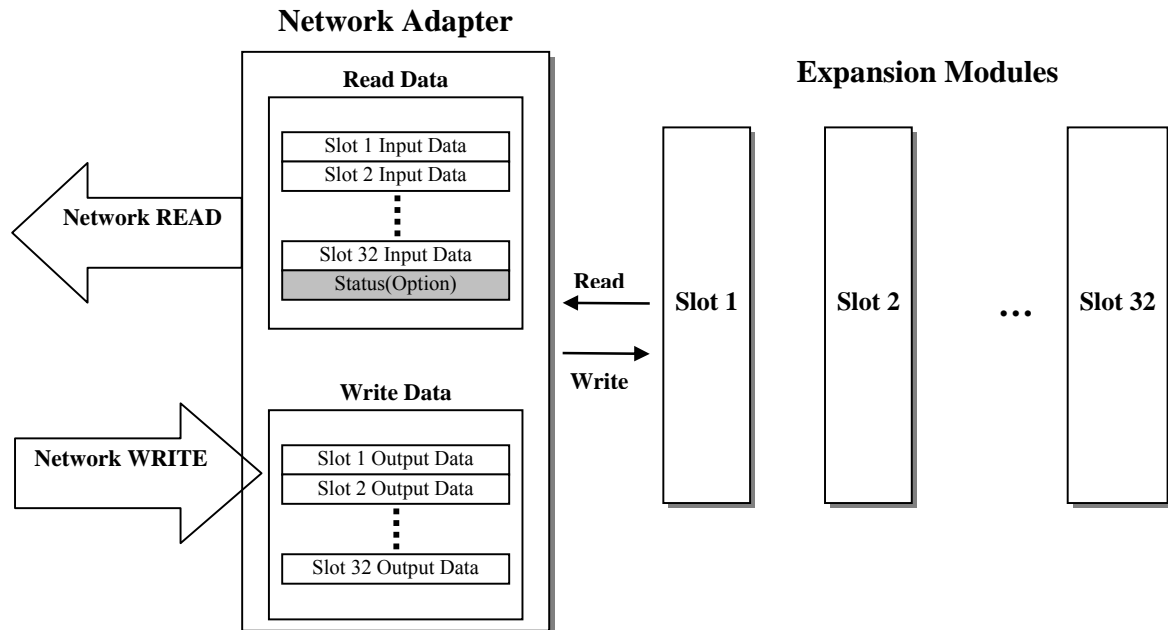 Network Adapter
Read Data
Slot 1 Input Data
Slot 2 Input Data
Slot 32 Input Data
Status(Option)
Network READ
Write Data
Slot 1 Output Data
Slot 2 Output Data
Slot 32 Output Data
Network WRITE
Read
Write
Expansion Modules
Slot 1
Slot 2
...
Slot 32